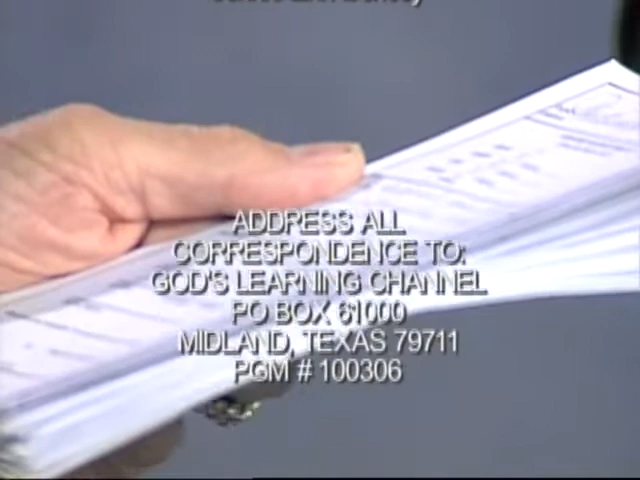 ADDRESS ALL
CORRESPONDENCE TO:
GOD'S LEARNING CHANNEL
PO BOX 61000
MIDLAND, TEXAS 79711
PGM # 100306